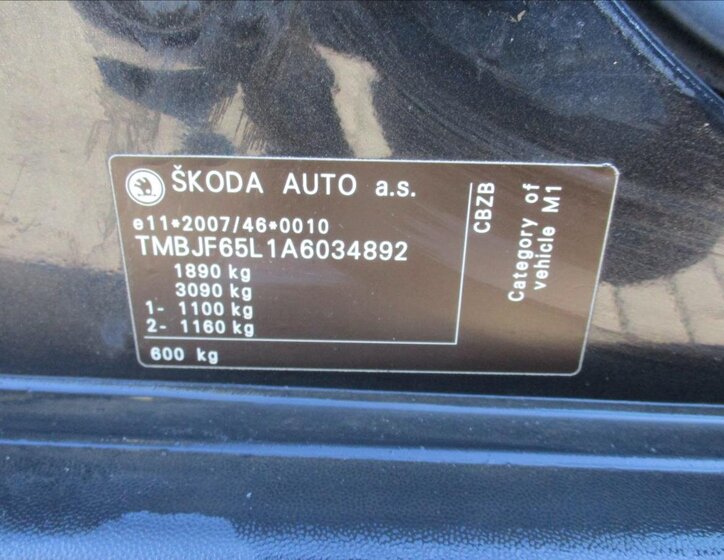 ŠKODA AUTO a.s.
e11*2007/46*0010
TMBJF65L1A6034892
1890 kg
3090 kg
1- 1100 kg
2- 1160 kg
600 kg
CBZB
Category of
vehicle M1